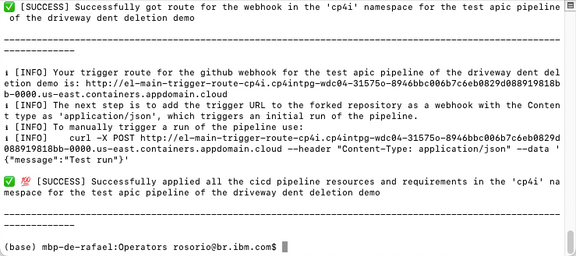 ✅ [SUCCESS] Successfully got route for the webhook in the 'cp4i' namespace for the test apic pipeline
of the driveway dent deletion demo
----------------------------------------------------------------------------------------------------
-------------
ℹ [INFO] Your trigger route for the github webhook for the test apic pipeline of the driveway dent del
etion demo is: http://el-main-trigger-route-cp4i.cp4intpg-wdc04-31575o-8946bbc006b7c6eb0829d088919818b
b-0000.us-east.containers.appdomain.cloud
ℹ [INFO] The next step is to add the trigger URL to the forked repository as a webhook with the Conten
t type as 'application/json', which triggers an initial run of the pipeline.
ℹ [INFO] To manually trigger a run of the pipeline use:
ℹ [INFO]    curl -X POST http://el-main-trigger-route-cp4i.cp4intpg-wdc04-31575o-8946bbc006b7c6eb0829d
088919818bb-0000.us-east.containers.appdomain.cloud --header "Content-Type: application/json" --data '
{"message":"Test run"}'
✅ 💯 [SUCCESS] Successfully applied all the cicd pipeline resources and requirements in the 'cp4i' na
mespace for the test apic pipeline of the driveway dent deletion demo
----------------------------------------------------------------------------------------------------
-------------
(base) mbp-de-rafael:Operators rosorio@br.ibm.com$